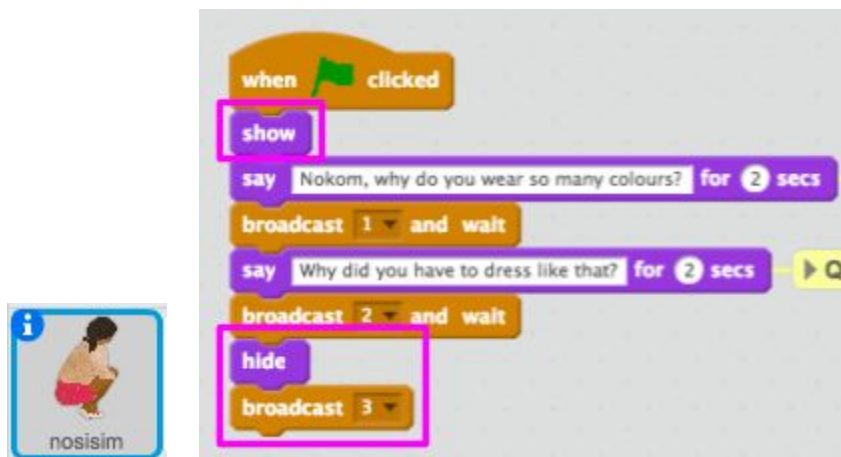 when clicked
show
say Nokom, why do you wear so many colours? for 2 secs
broadcast 1 and wait
say Why did you have to dress like that? for 2 secs
Q
broadcast 2 and wait
hide
broadcast 3
i
nosisim